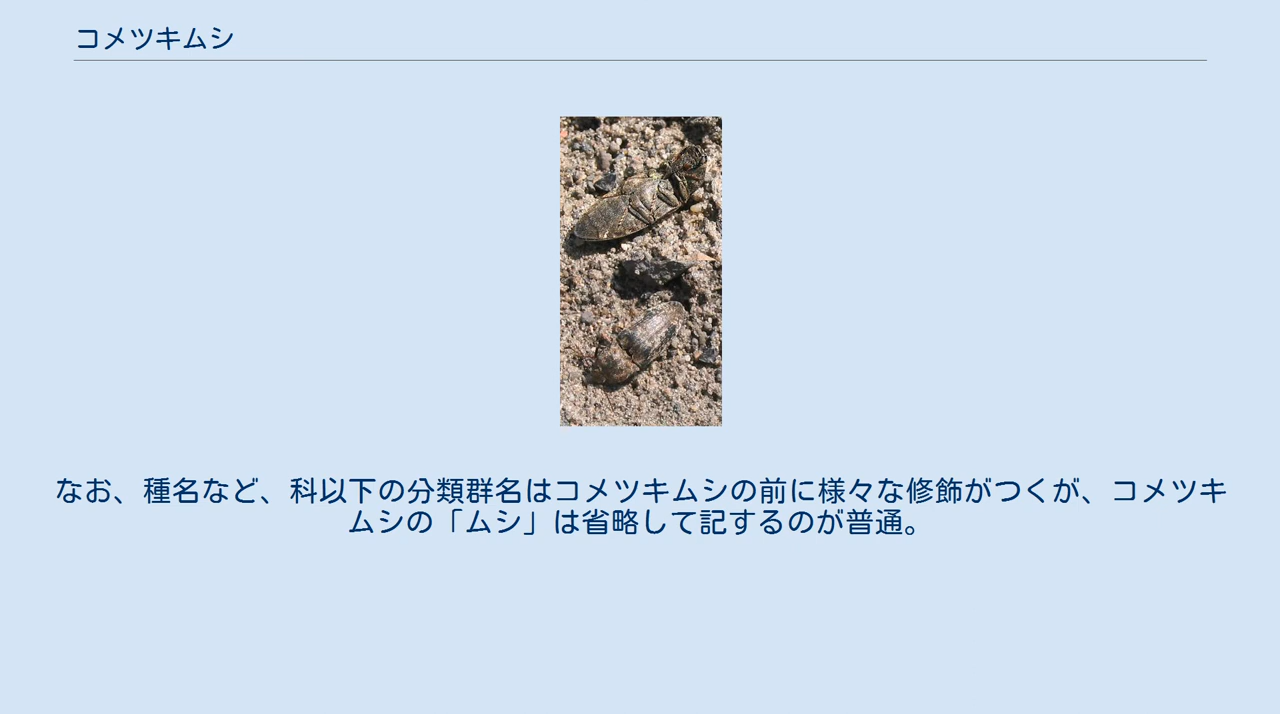 コメツキムシ
なお、種名など、科以下の分類群名はコメツキムシの前に様々な修飾がつくが、コメツキ
ムシの「ムシ」は省略して記するのが普通。